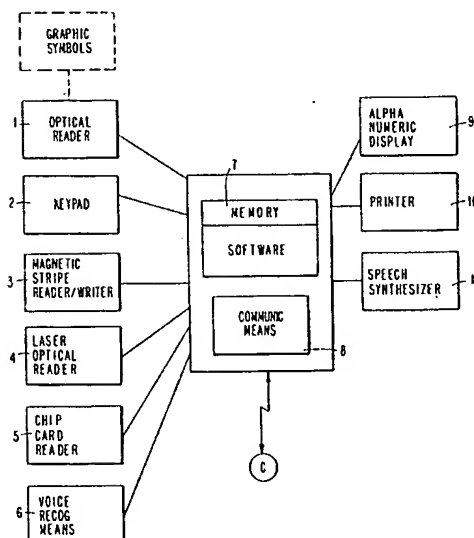 GRAPHIC
SYMBOLS
1
OPTICAL
READER
2
KEYPAD
3
MAGNETIC
STRIPE
READER/WRITER
4
LASER
OPTICAL
READER
5
CHIP
CARD
READER
6
VOICE
RECOG
MEANS
7
MEMORY
SOFTWARE
COMMUNIC
MEANS
8
C
ALPHA
NUMERIC
DISPLAY
9
PRINTER
SPEECH
SYNTHESIZER